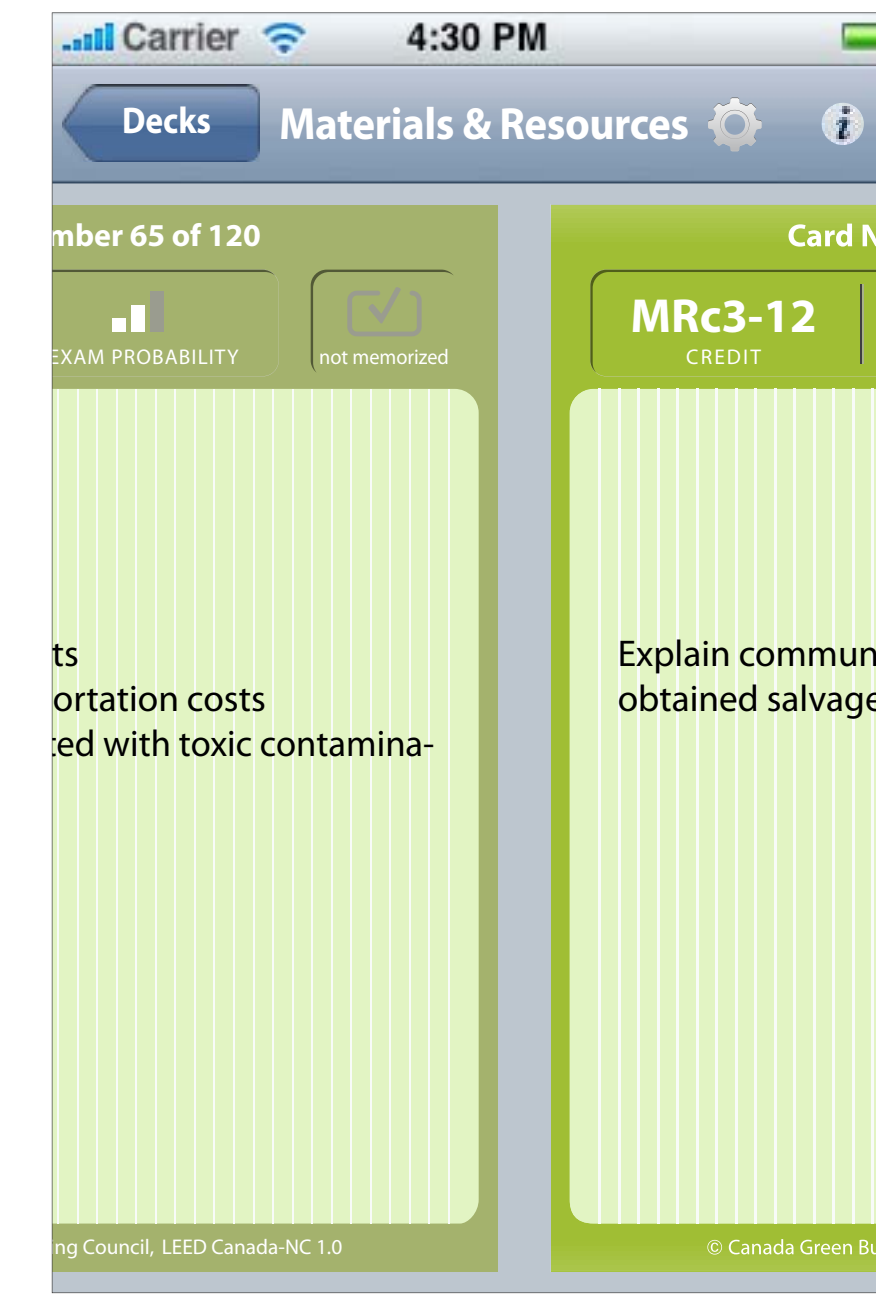 Carrier 4:30 PM
Decks Materials & Resources
mber 65 of 120
EXAM PROBABILITY
not memorized
ts
ortation costs
ted with toxic contamina-
ing Council, LEED Canada-NC 1.0
Card N
MRc3-12
CREDIT
Explain commun
obtained salvage
© Canada Green Bu